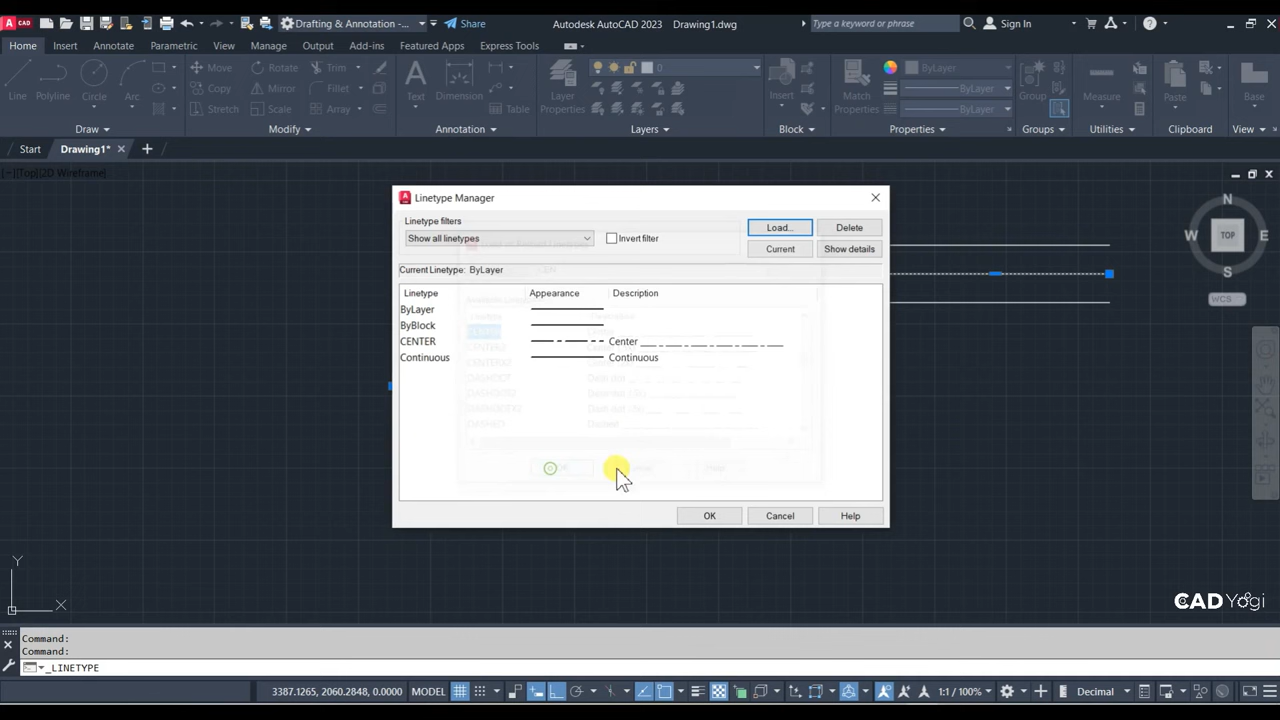 Drafting & Annotation -...
Share
Autodesk AutoCAD 2023 Drawing1.dwg
Type a keyword or phrase
Sign In
Home Insert Annotate Parametric View Manage Output Add-ins Collaborate Featured Apps Express Tools
Line Polyline Circle Arc
Move Rotate Trim
Copy Mirror Fillet
Stretch Scale Array
Text Dimension Table
Layer Properties
0
Insert
Match Properties
ByLayer
ByLayer
ByLayer
Group Measure Paste Base
Draw Modify Annotation Layers Block Properties Groups Utilities Clipboard View
Start Drawing1*
[-][Top][2D Wireframe]
Linetype Manager
Linetype filters
Show all linetypes
Invert filter
Load... Delete
Current Show details
Current Linetype: ByLayer
Linetype Appearance Description
ByLayer
ByBlock
CENTER Center
Continuous Continuous
OK Cancel Help
N
W TOP E
S
WCS
Y
X
CAD Yogi
Command:
Command:
_LINETYPE
3387.1265, 2060.2848, 0.0000 MODEL 1:1 / 100% Decimal